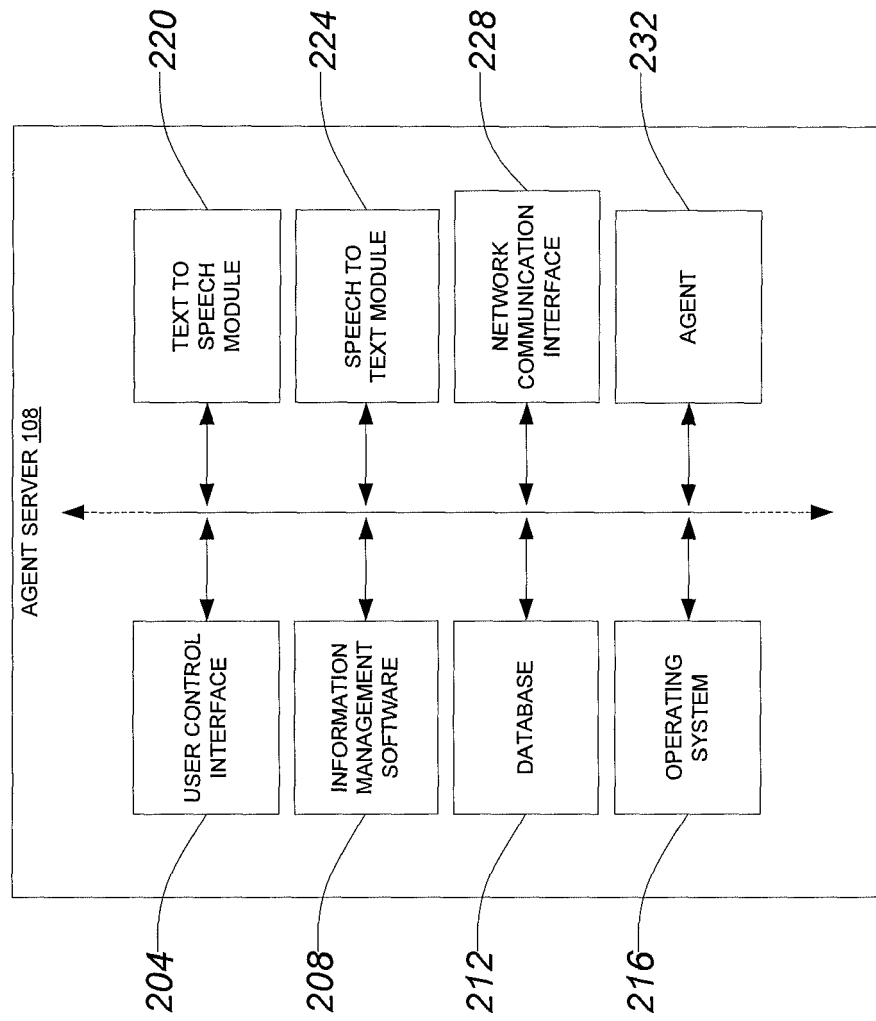 AGENT SERVER 108
220
TEXT TO
SPEECH
MODULE
224
SPEECH TO
TEXT MODULE
228
NETWORK
COMMUNICATION
INTERFACE
232
AGENT
204
USER CONTROL
INTERFACE
208
INFORMATION
MANAGEMENT
SOFTWARE
212
DATABASE
216
OPERATING
SYSTEM